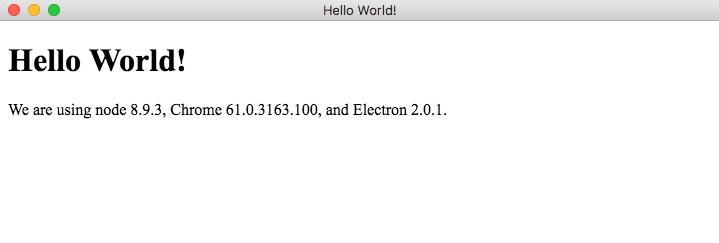 Hello World!
Hello World!
We are using node 8.9.3, Chrome 61.0.3163.100, and Electron 2.0.1.